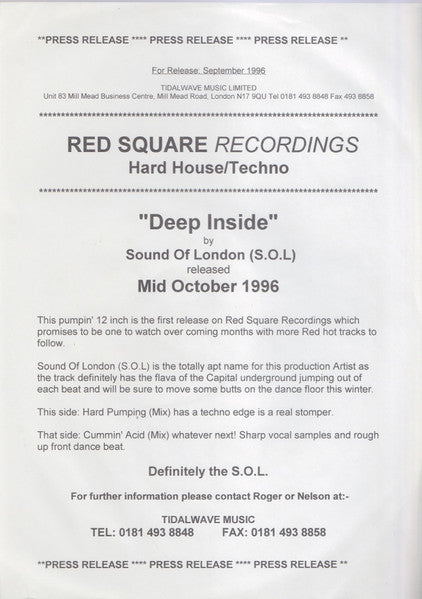 **PRESS RELEASE **** PRESS RELEASE **** PRESS RELEASE **
For Release: September 1996
TIDALWAVE MUSIC LIMITED
Unit 83 Mill Mead Business Centre, Mill Mead Road, London N17 9QU Tel 0181 493 8848 Fax 493 8858
********************************************************************************
RED SQUARE RECORDINGS
Hard House/Techno
********************************************************************************
"Deep Inside"
by
Sound Of London (S.O.L)
released
Mid October 1996
This pumpin' 12 inch is the first release on Red Square Recordings which
promises to be one to watch over coming months with more Red hot tracks to
follow.
Sound Of London (S.O.L) is the totally apt name for this production Artist as
the track definitely has the flava of the Capital underground jumping out of
each beat and will be sure to move some butts on the dance floor this winter.
This side: Hard Pumping (Mix) has a techno edge is a real stomper.
That side: Cummin' Acid (Mix) whatever next! Sharp vocal samples and rough
up front dance beat.
Definitely the S.O.L.
For further information please contact Roger or Nelson at:-
TIDALWAVE MUSIC
TEL: 0181 493 8848 FAX: 0181 493 8858
**PRESS RELEASE **** PRESS RELEASE **** PRESS RELEASE **